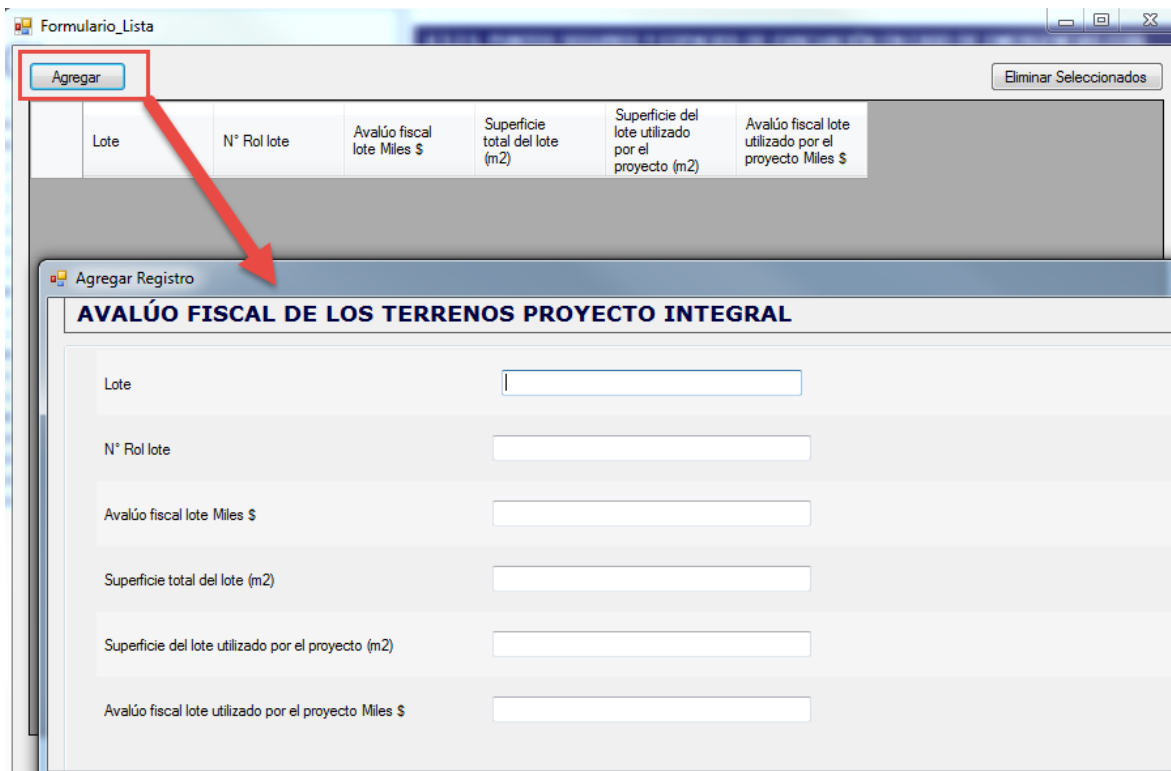 Formulario_Lista
Agregar
Eliminar Seleccionados
Lote
N° Rol lote
Avalúo fiscal
lote Miles $
Superficie
total del lote
(m2)
Superficie del
lote utilizado
por el
proyecto (m2)
Avalúo fiscal lote
utilizado por el
proyecto Miles $
Agregar Registro
AVALÚO FISCAL DE LOS TERRENOS PROYECTO INTEGRAL
Lote
N° Rol lote
Avalúo fiscal lote Miles $
Superficie total del lote (m2)
Superficie del lote utilizado por el proyecto (m2)
Avalúo fiscal lote utilizado por el proyecto Miles $